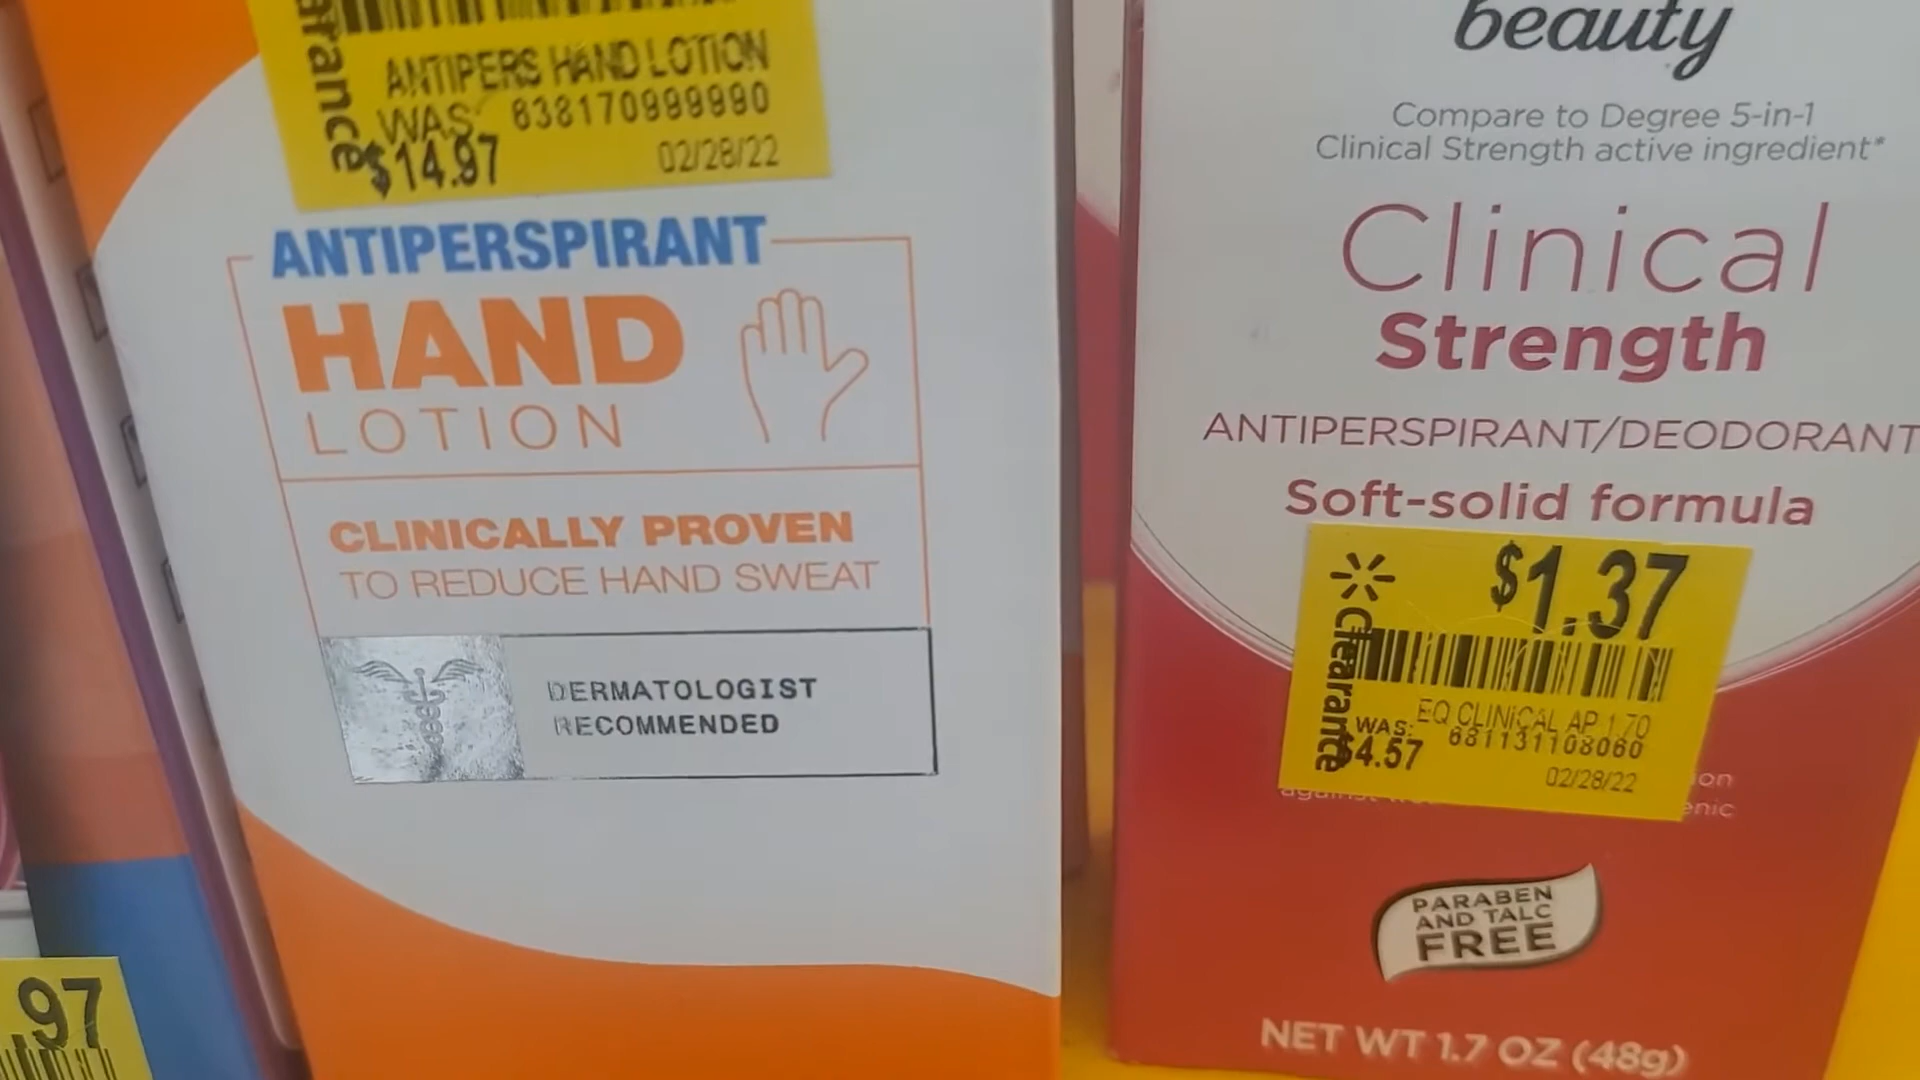 arance
ANTIPERS HAND LOTION
WAS: 638170999990
$14.97 02/28/22
ANTIPERSPIRANT
HAND
LOTION
CLINICALLY PROVEN
TO REDUCE HAND SWEAT
DERMATOLOGIST
RECOMMENDED
.97
beauty
Compare to Degree 5-in-1
Clinical Strength active ingredient*
Clinical
Strength
ANTIPERSPIRANT/DEODORANT
Soft-solid formula
$1.37
Clearance
EQ CLINICAL AP 1.70
WAS: 681131108060
$4.57
02/28/22
PARABEN
AND TALC
FREE
NET WT 1.7 OZ (48g)